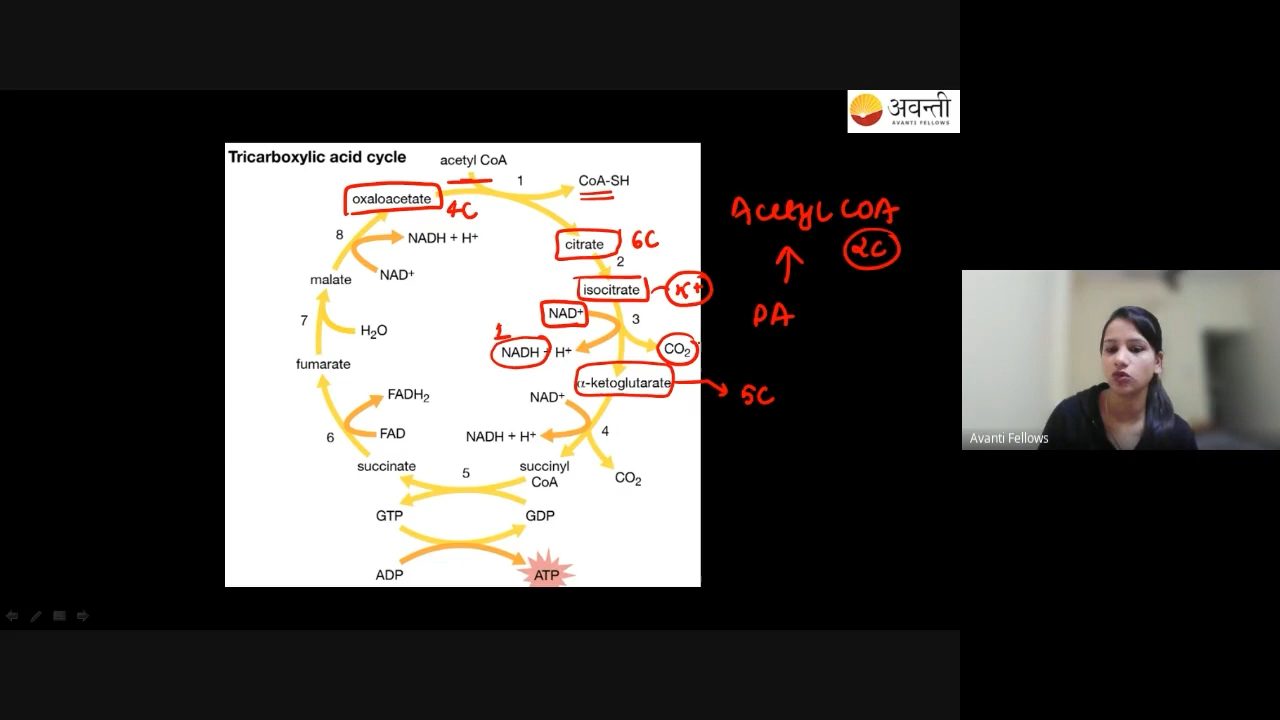 अवन्ती
AVANTI FELLOWS
Tricarboxylic acid cycle
acetyl CoA
1
CoA-SH
oxaloacetate
4C
Acetyl COA
2C
8
NADH + H⁺
citrate
6C
2
malate
NAD⁺
isocitrate
NAD⁺
3
1
7
H₂O
NADH + H⁺
CO₂
fumarate
α-ketoglutarate
5C
NAD⁺
FADH₂
6
FAD
NADH + H⁺
4
succinate
5
succinyl
CoA
CO₂
GTP
GDP
ADP
ATP
Avanti Fellows